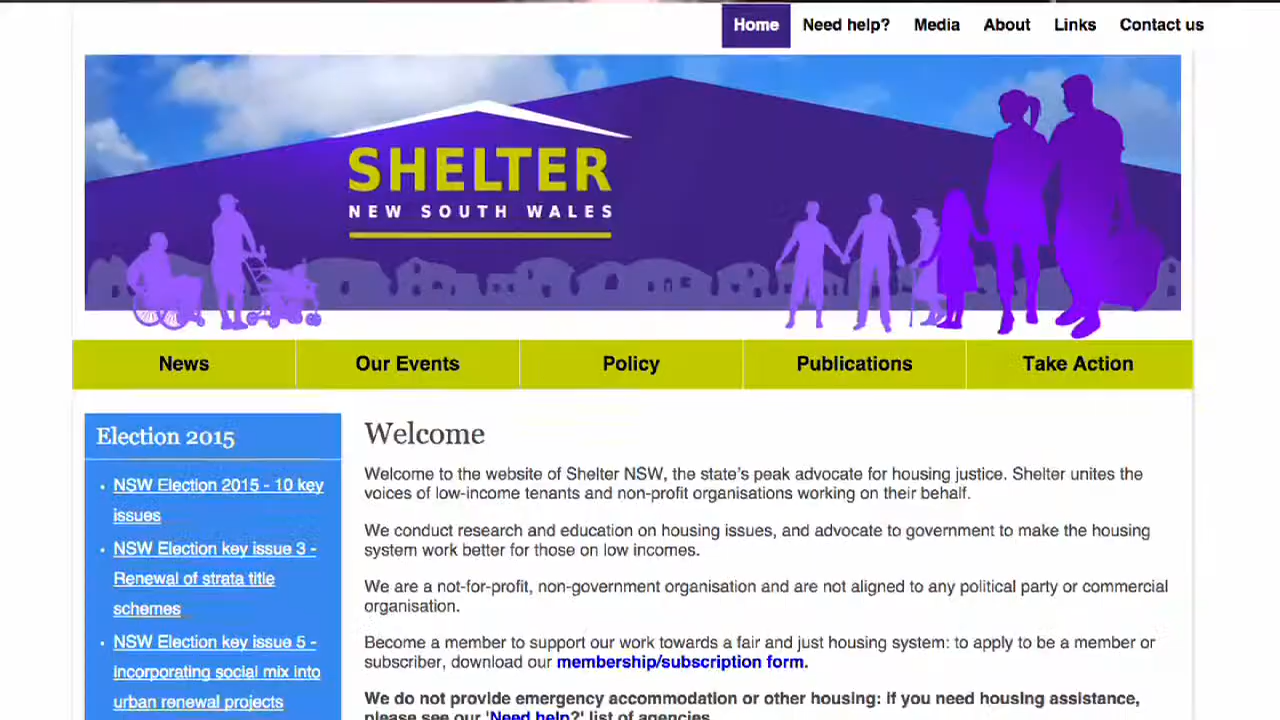 Home Need help? Media About Links Contact us
SHELTER
NEW SOUTH WALES
News Our Events Policy Publications Take Action
Election 2015
• NSW Election 2015 - 10 key
issues
• NSW Election key issue 3 -
Renewal of strata title
schemes
• NSW Election key issue 5 -
incorporating social mix into
urban renewal projects
Welcome
Welcome to the website of Shelter NSW, the state's peak advocate for housing justice. Shelter unites the
voices of low-income tenants and non-profit organisations working on their behalf.
We conduct research and education on housing issues, and advocate to government to make the housing
system work better for those on low incomes.
We are a not-for-profit, non-government organisation and are not aligned to any political party or commercial
organisation.
Become a member to support our work towards a fair and just housing system: to apply to be a member or
subscriber, download our membership/subscription form.
We do not provide emergency accommodation or other housing: if you need housing assistance,
please see our 'Need help?' list of agencies